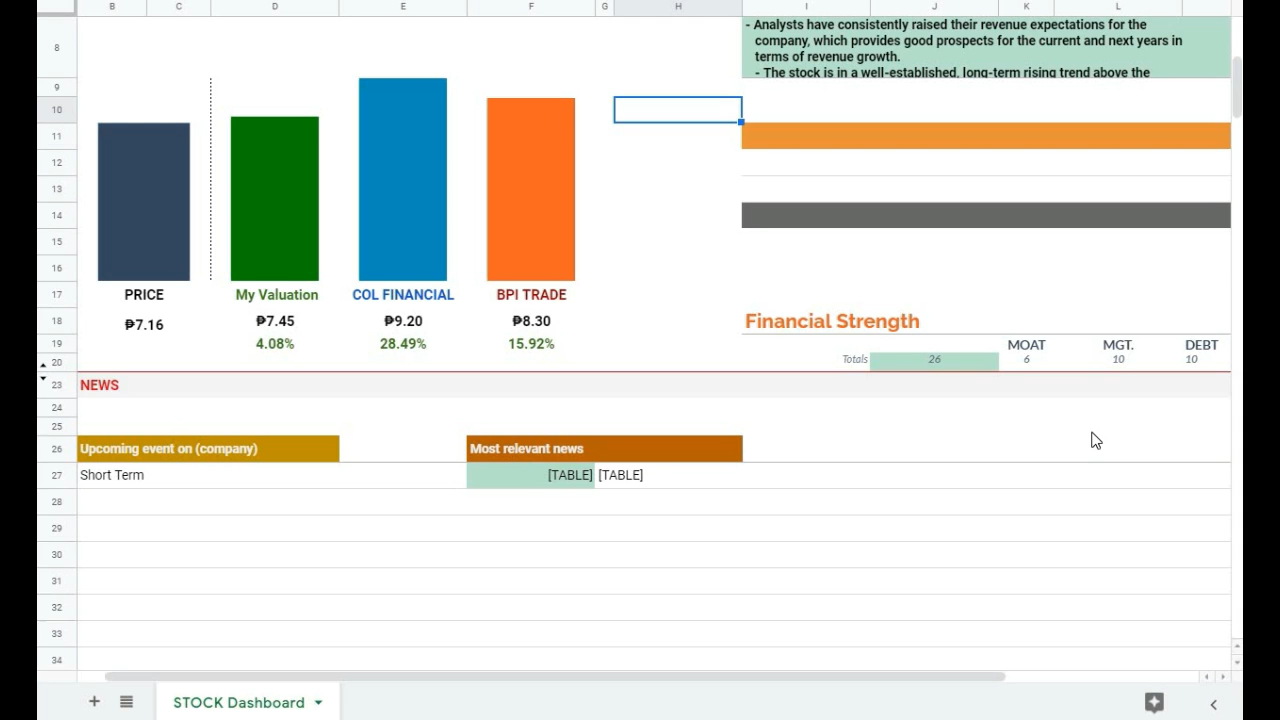 B C D E F G H I J K L
8
- Analysts have consistently raised their revenue expectations for the
company, which provides good prospects for the current and next years in
terms of revenue growth.
- The stock is in a well-established, long-term rising trend above the
9
10
11
12
13
14
15
16
17 PRICE My Valuation COL FINANCIAL BPI TRADE
18 ₱7.16 ₱7.45 ₱9.20 ₱8.30 Financial Strength
19 4.08% 28.49% 15.92% MOAT MGT. DEBT
20 Totals 26 6 10 10
23 NEWS
24
25
26 Upcoming event on (company) Most relevant news
27 Short Term [TABLE] [TABLE]
28
29
30
31
32
33
34
STOCK Dashboard